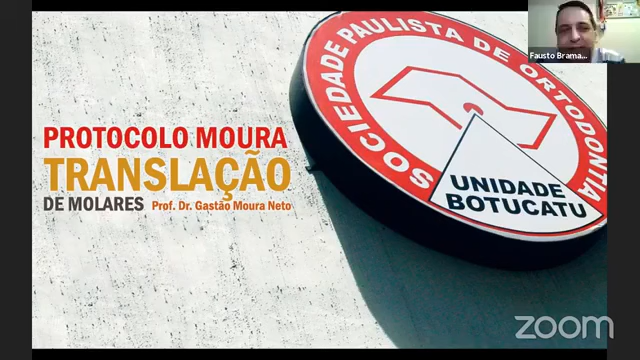 Fausto Brama...
SOCIEDADE PAULISTA DE ORTODONTIA
UNIDADE
BOTUCATU
PROTOCOLO MOURA
TRANSLAÇÃO
DE MOLARES Prof. Dr. Gastão Moura Neto
zoom